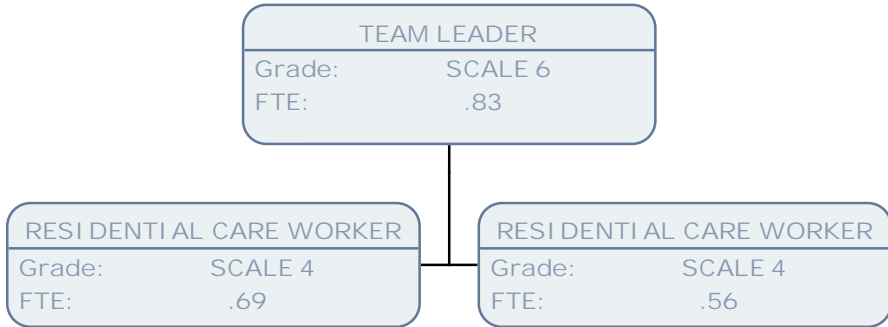 TEAM LEADER
Grade: SCALE 6
FTE: .83
RESIDENTIAL CARE WORKER
Grade: SCALE 4
FTE: .69
RESIDENTIAL CARE WORKER
Grade: SCALE 4
FTE: .56